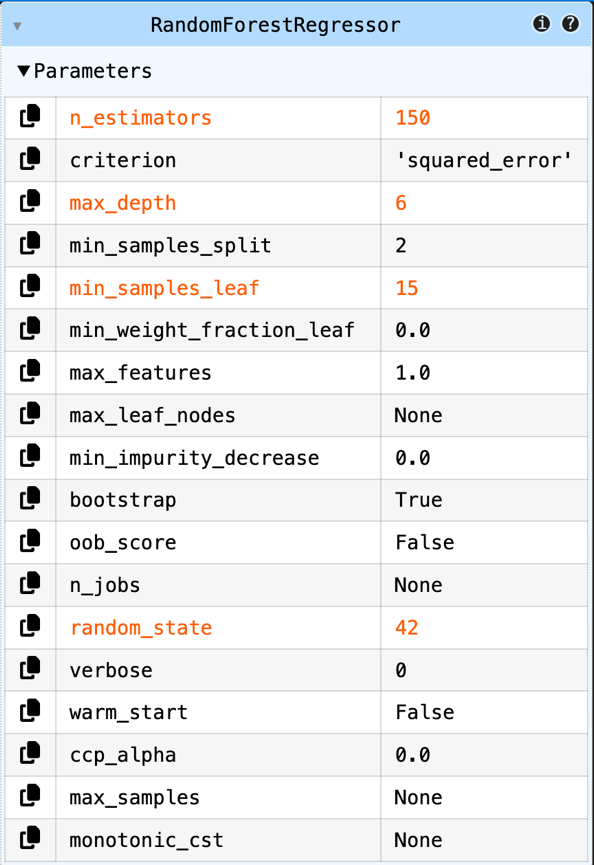 RandomForestRegressor
Parameters
n_estimators 150
criterion 'squared_error'
max_depth 6
min_samples_split 2
min_samples_leaf 15
min_weight_fraction_leaf 0.0
max_features 1.0
max_leaf_nodes None
min_impurity_decrease 0.0
bootstrap True
oob_score False
n_jobs None
random_state 42
verbose 0
warm_start False
ccp_alpha 0.0
max_samples None
monotonic_cst None